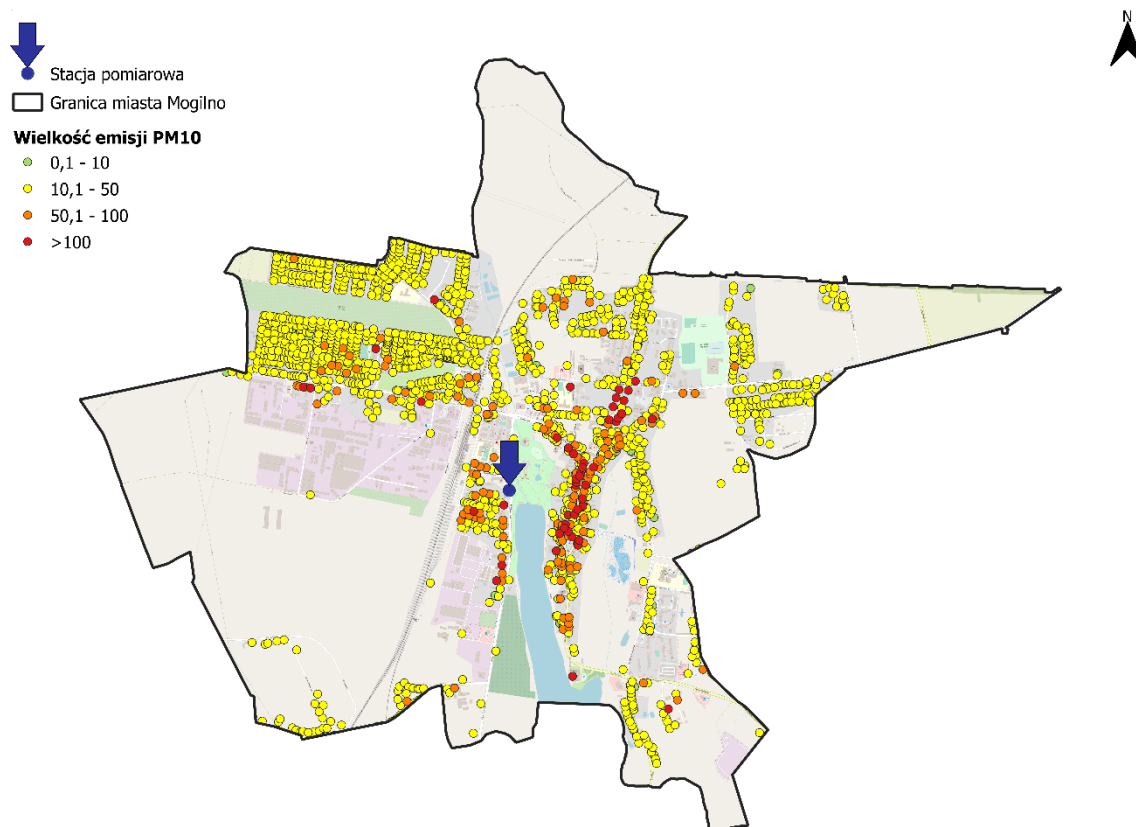 N
Stacja pomiarowa
Granica miasta Mogilno
Wielkość emisji PM10
0,1 - 10
10,1 - 50
50,1 - 100
>100